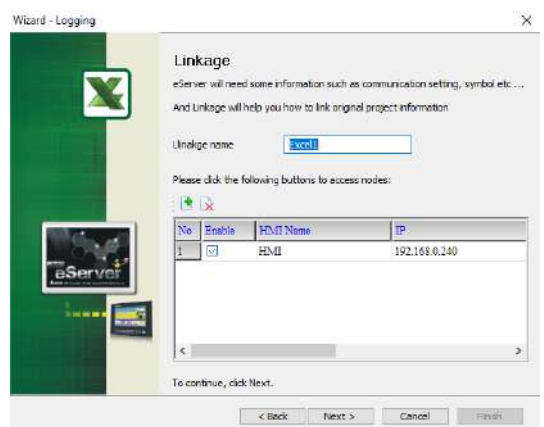 Wizard - Logging
Linkage
eServer will need some information such as communication setting, symbol etc ...
And Linkage will help you how to link original project information
Llinakge name
Excel1
Please click the following buttons to access nodes:
No Enable HMI Name IP
1 HMI 192.168.0.240
eServer
To continue, click Next.
< Back Next > Cancel Finish